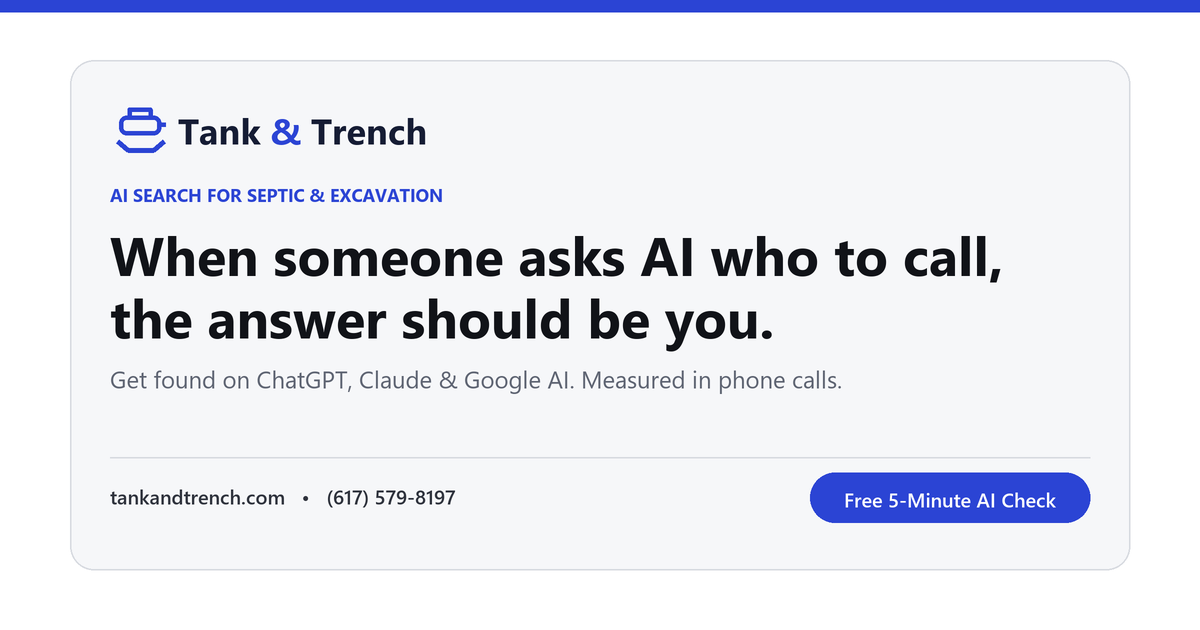 Tank & Trench
AI SEARCH FOR SEPTIC & EXCAVATION
When someone asks AI who to call,
the answer should be you.
Get found on ChatGPT, Claude & Google AI. Measured in phone calls.
tankandtrench.com • (617) 579-8197
Free 5-Minute AI Check